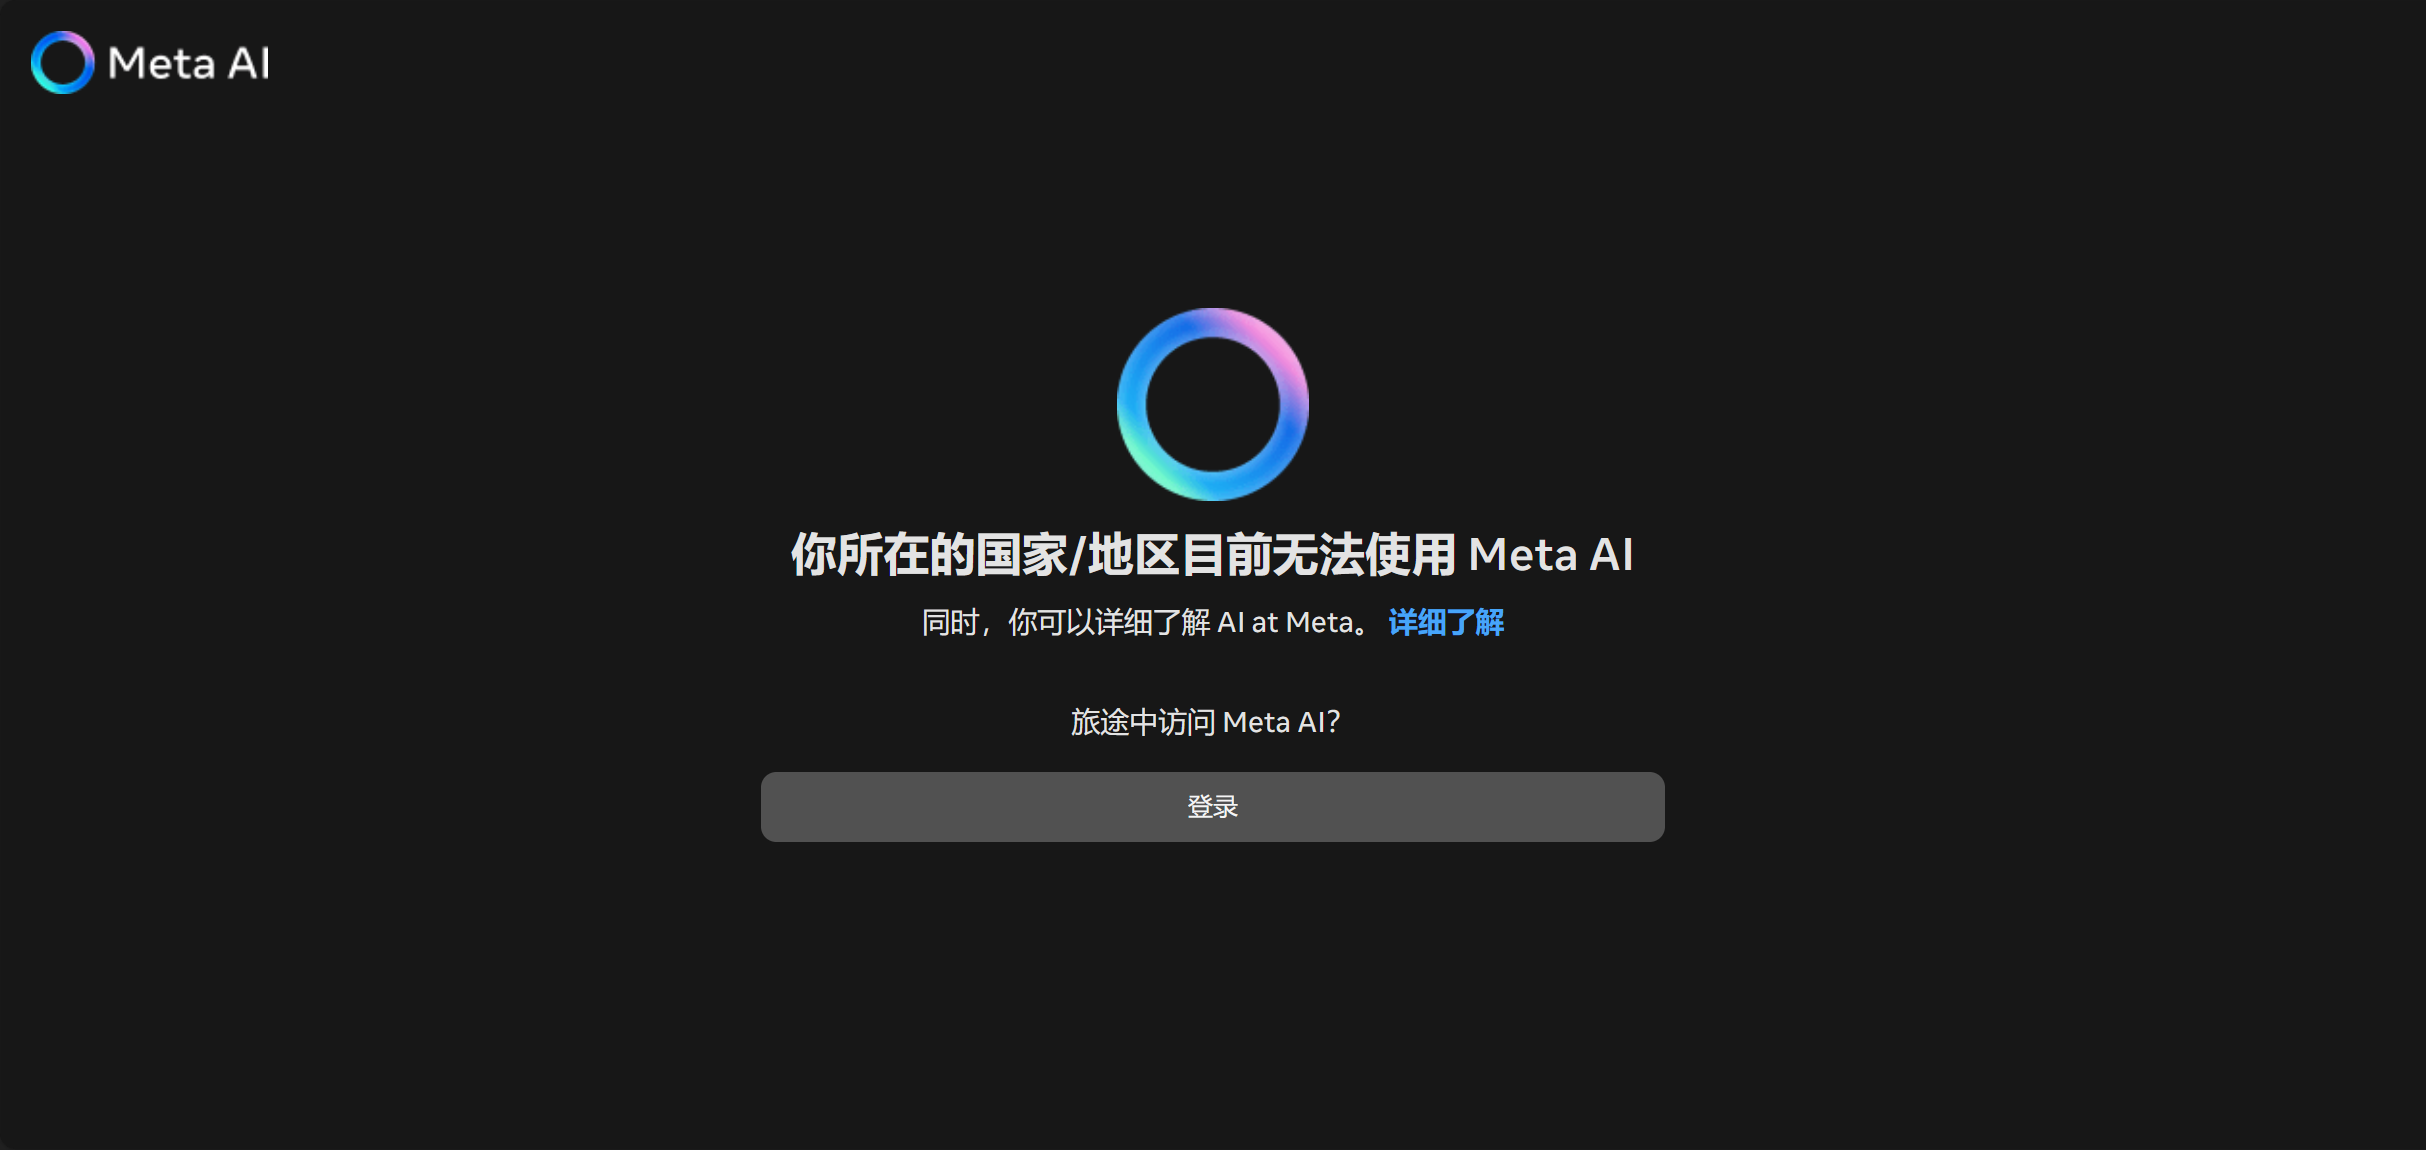 Meta AI
你所在的国家/地区目前无法使用 Meta AI
同时，你可以详细了解 AI at Meta。 详细了解
旅途中访问 Meta AI？
登录